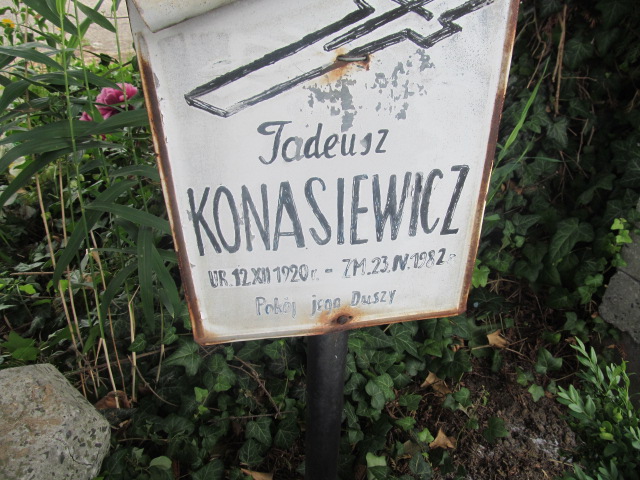 Tadeusz
KONASIEWICZ
UR. 12.XII 1920 r. - ZM. 23. IV. 1982 r.
Pokój jego Duszy